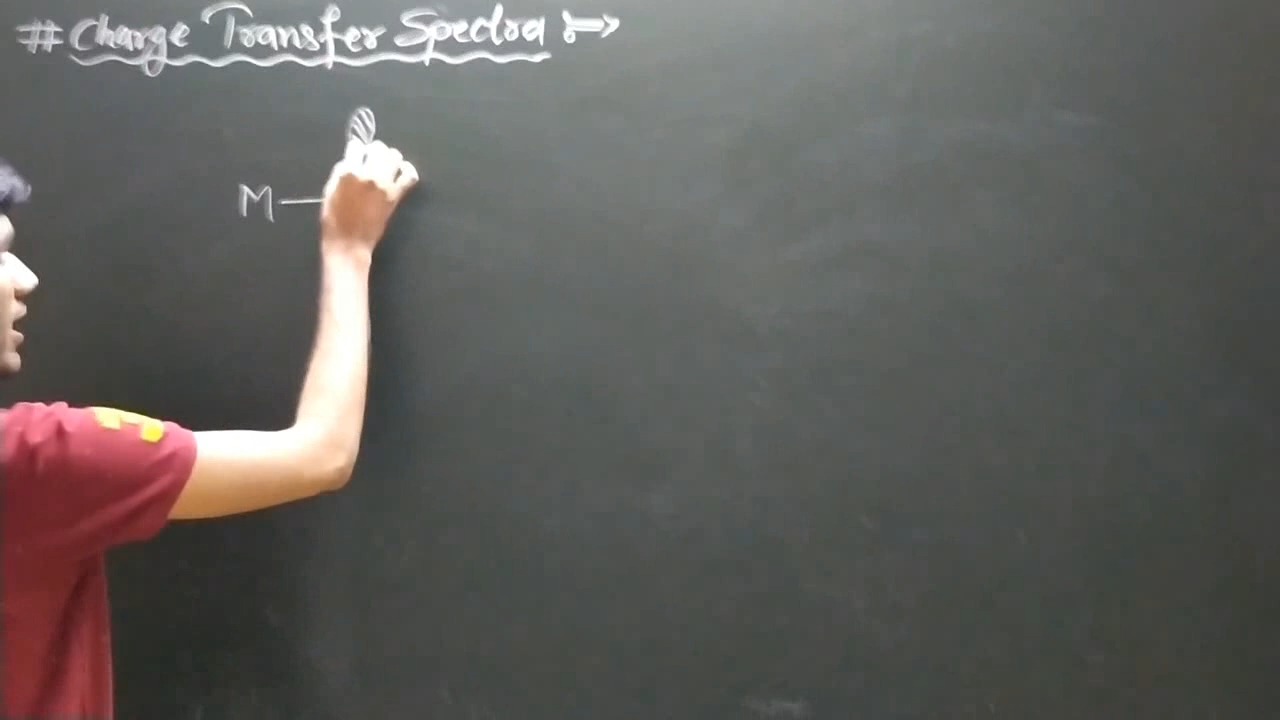 # Charge Transfer Spectra :->
M—